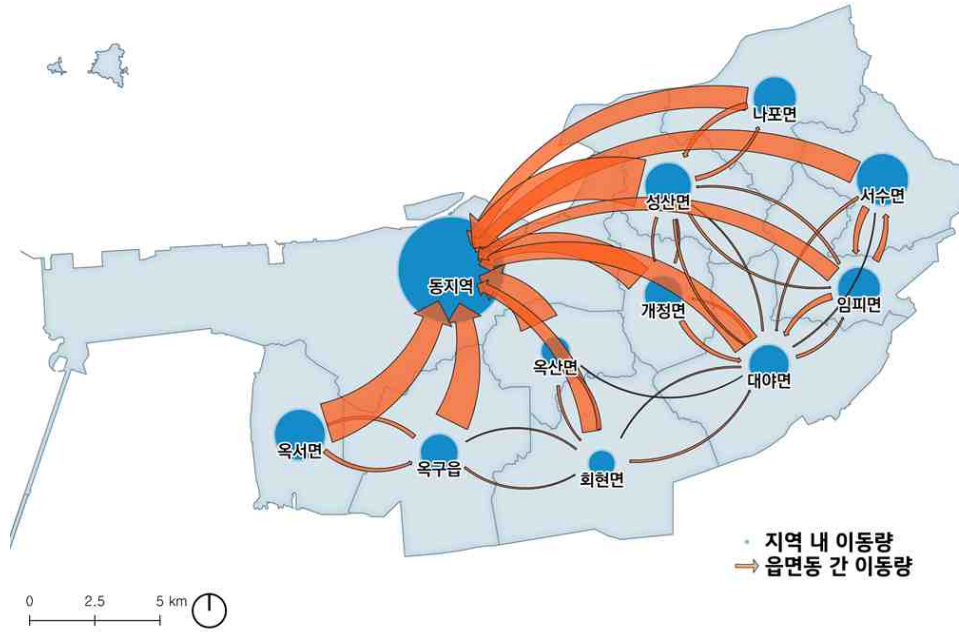 나포면
서수면
성산면
동지역
개정면
임피면
옥산면
대야면
옥서면
옥구읍
회현면
지역 내 이동량
읍면동 간 이동량
0 2.5 5 km